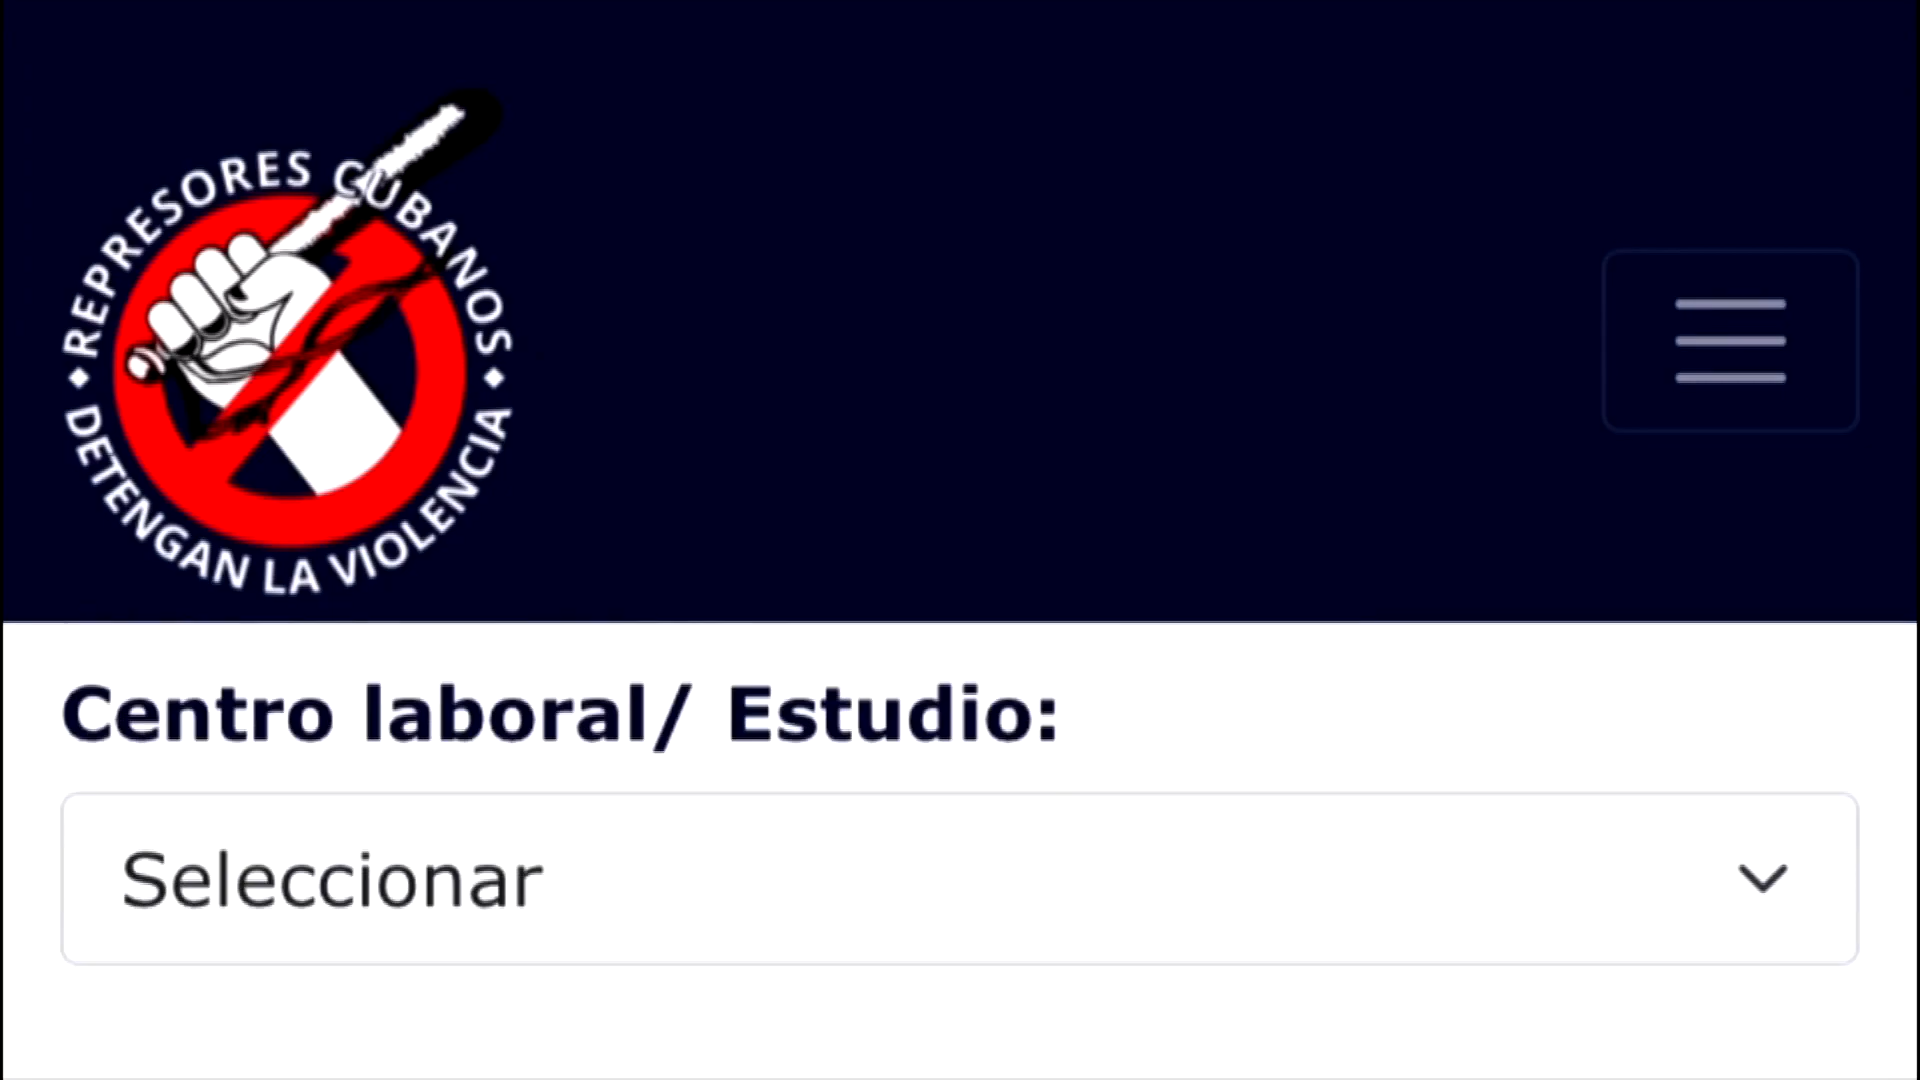 REPRESORES CUBANOS
DETENGAN LA VIOLENCIA
Centro laboral/ Estudio:
Seleccionar